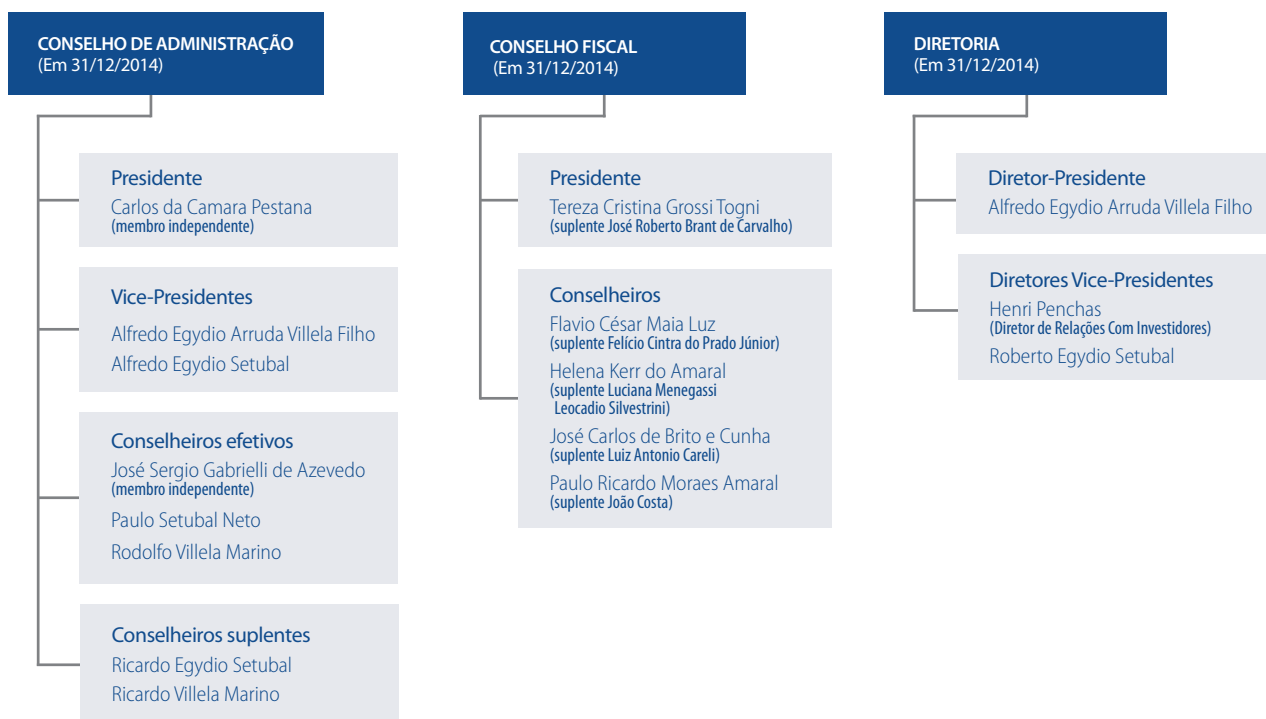 CONSELHO DE ADMINISTRAÇÃO
(Em 31/12/2014)
Presidente
Carlos da Camara Pestana
(membro independente)
Vice-Presidentes
Alfredo Egydio Arruda Villela Filho
Alfredo Egydio Setubal
Conselheiros efetivos
José Sergio Gabrielli de Azevedo
(membro independente)
Paulo Setubal Neto
Rodolfo Villela Marino
Conselheiros suplentes
Ricardo Egydio Setubal
Ricardo Villela Marino
CONSELHO FISCAL
(Em 31/12/2014)
Presidente
Tereza Cristina Grossi Togni
(suplente José Roberto Brant de Carvalho)
Conselheiros
Flavio César Maia Luz
(suplente Felício Cintra do Prado Júnior)
Helena Kerr do Amaral
(suplente Luciana Menegassi
Leocadio Silvestrini)
José Carlos de Brito e Cunha
(suplente Luiz Antonio Careli)
Paulo Ricardo Moraes Amaral
(suplente João Costa)
DIRETORIA
(Em 31/12/2014)
Diretor-Presidente
Alfredo Egydio Arruda Villela Filho
Diretores Vice-Presidentes
Henri Penchas
(Diretor de Relações Com Investidores)
Roberto Egydio Setubal